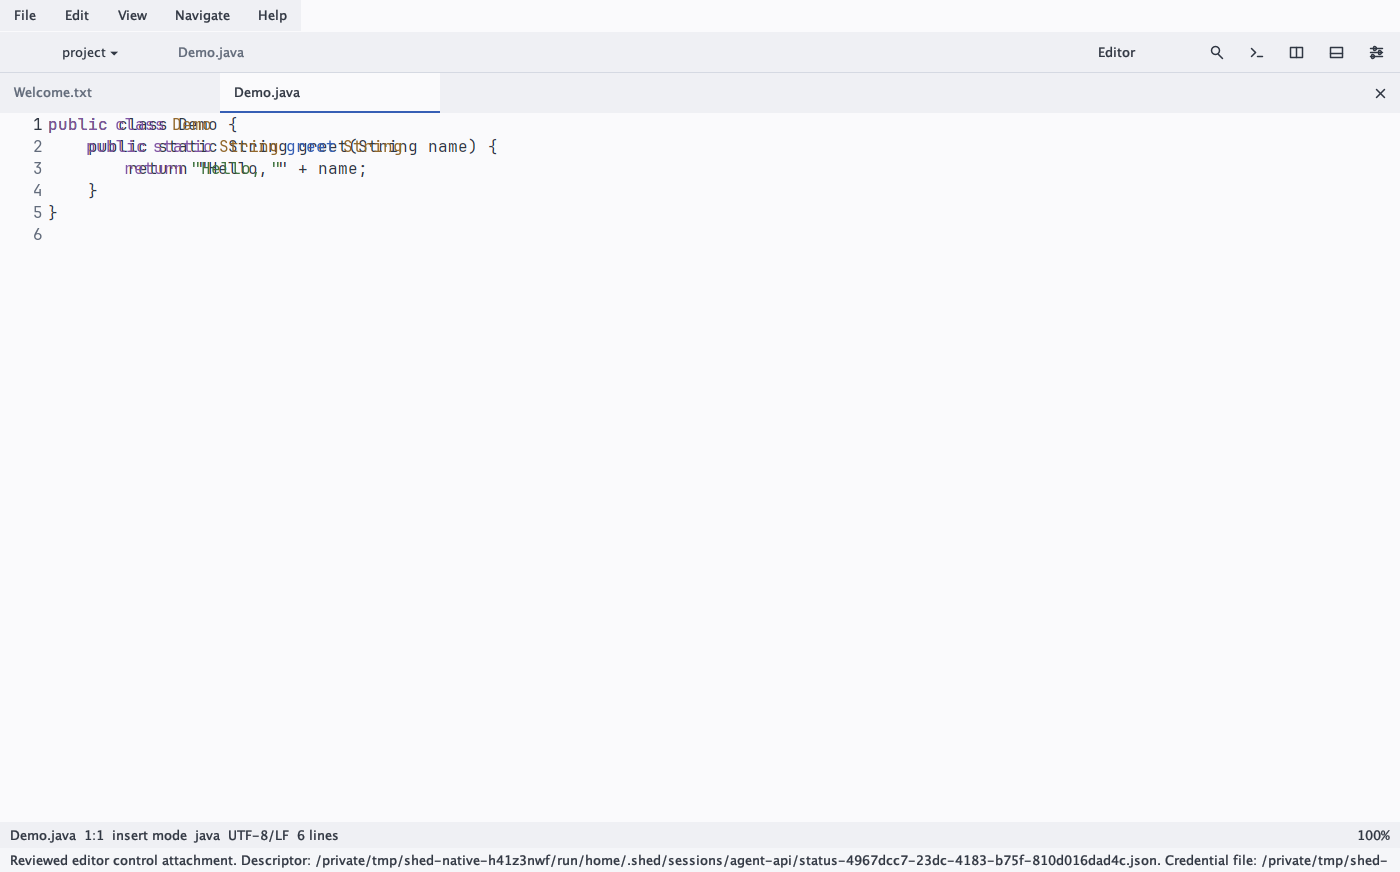 File Edit View Navigate Help
project Demo.java Editor
Welcome.txt Demo.java
1 public class Demo {
2 public static String greet(String name) {
3 return "Hello, " + name;
4 }
5 }
6
Demo.java 1:1 insert mode java UTF-8/LF 6 lines 100%
Reviewed editor control attachment. Descriptor: /private/tmp/shed-native-h41z3nwf/run/home/.shed/sessions/agent-api/status-4967dcc7-23dc-4183-b75f-810d016dad4c.json. Credential file: /private/tmp/shed-